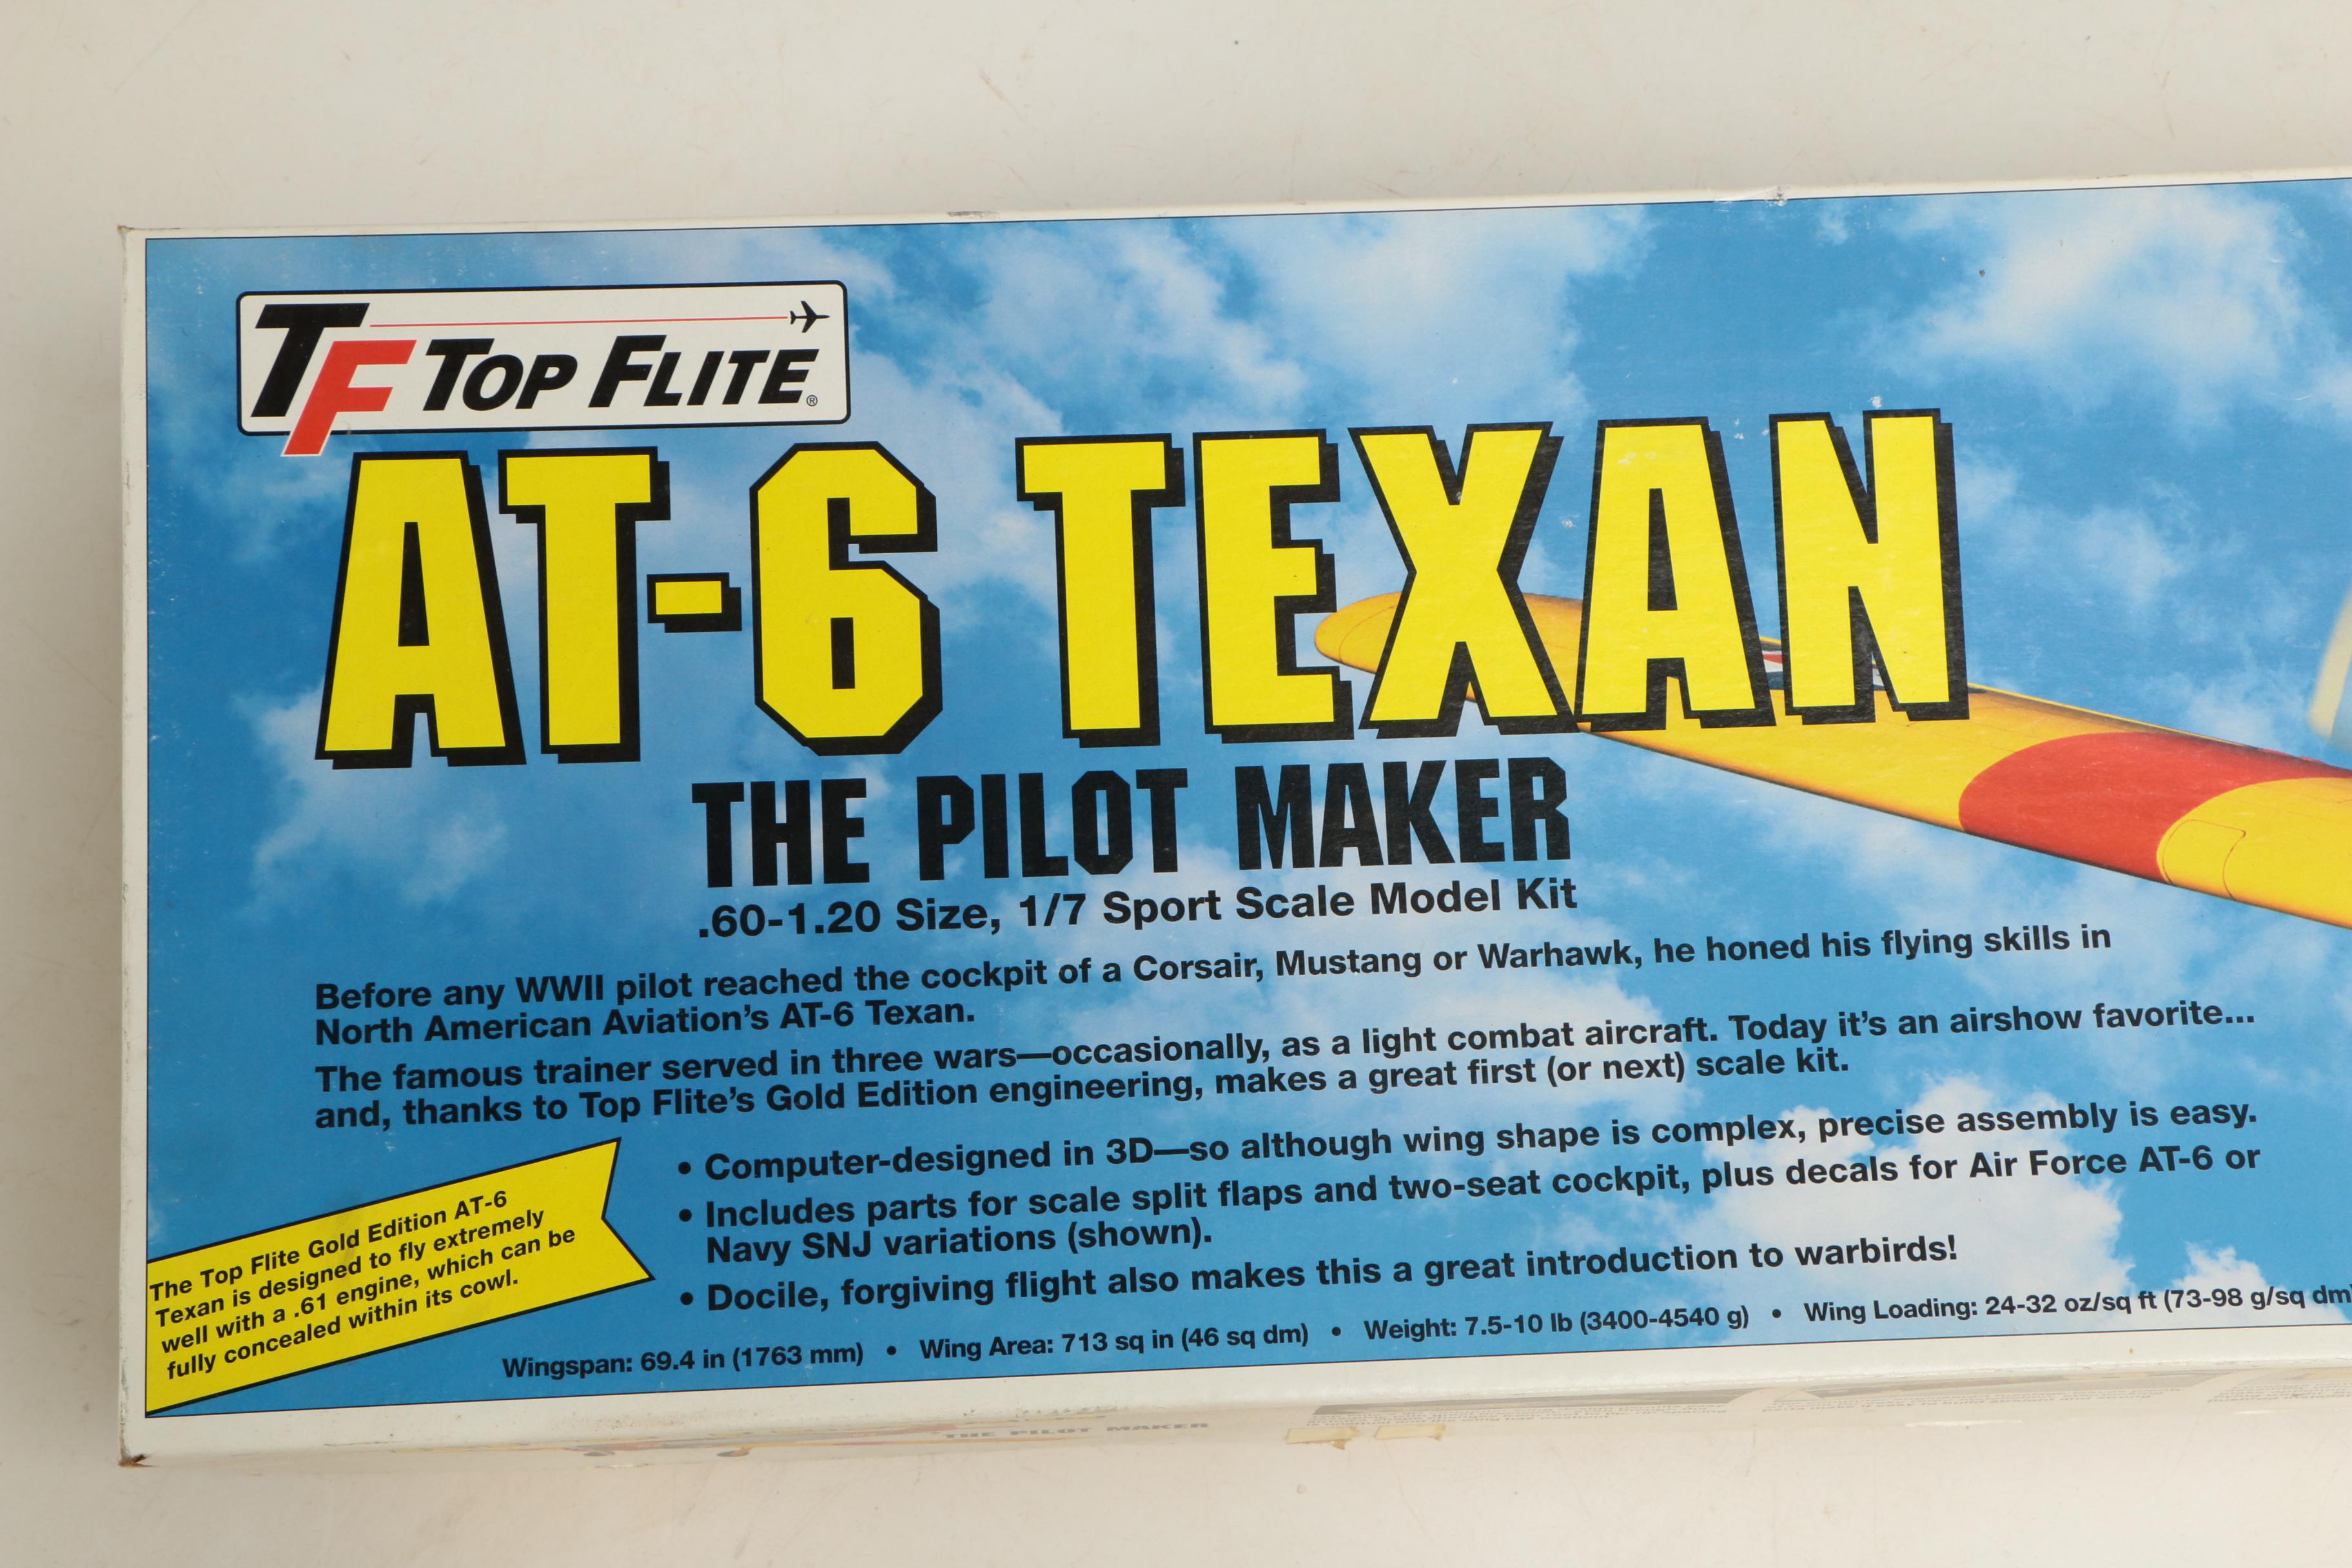 TF TOP FLITE®
AT-6 TEXAN
THE PILOT MAKER
.60-1.20 Size, 1/7 Sport Scale Model Kit
Before any WWII pilot reached the cockpit of a Corsair, Mustang or Warhawk, he honed his flying skills in
North American Aviation's AT-6 Texan.
The famous trainer served in three wars—occasionally, as a light combat aircraft. Today it's an airshow favorite...
and, thanks to Top Flite's Gold Edition engineering, makes a great first (or next) scale kit.
• Computer-designed in 3D—so although wing shape is complex, precise assembly is easy.
• Includes parts for scale split flaps and two-seat cockpit, plus decals for Air Force AT-6 or
Navy SNJ variations (shown).
• Docile, forgiving flight also makes this a great introduction to warbirds!
The Top Flite Gold Edition AT-6
Texan is designed to fly extremely
well with a .61 engine, which can be
fully concealed within its cowl.
Wingspan: 69.4 in (1763 mm) • Wing Area: 713 sq in (46 sq dm) • Weight: 7.5-10 lb (3400-4540 g) • Wing Loading: 24-32 oz/sq ft (73-98 g/sq dm
THE PILOT MAKER